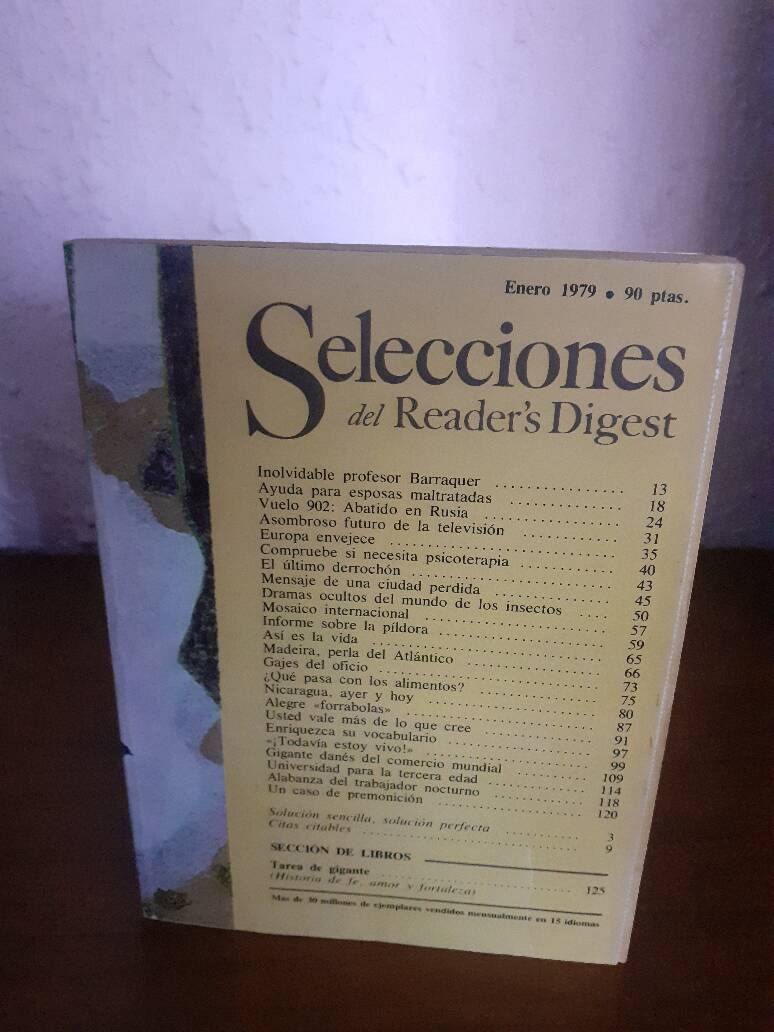 Enero 1979 • 90 ptas.
Selecciones
del Reader's Digest
Inolvidable profesor Barraquer ................ 13
Ayuda para esposas maltratadas .............. 18
Vuelo 902: Abatido en Rusia ................. 24
Asombroso futuro de la televisión ............ 31
Europa envejece ............................ 35
Compruebe si necesita psicoterapia ............ 40
El último derrochón ......................... 43
Mensaje de una ciudad perdida ............... 45
Dramas ocultos del mundo de los insectos .... 50
Mosaico internacional ....................... 57
Informe sobre la píldora ..................... 59
Así es la vida .............................. 65
Madeira, perla del Atlántico ................. 66
Gajes del oficio ............................ 73
¿Qué pasa con los alimentos? ................ 75
Nicaragua, ayer y hoy ....................... 80
Alegre «forrabolas» ......................... 87
Usted vale más de lo que cree ................ 91
Enriquezca su vocabulario ................... 97
«¡Todavía estoy vivo!» ...................... 99
Gigante danés del comercio mundial .......... 109
Universidad para la tercera edad ............. 114
Alabanza del trabajador nocturno ............ 118
Un caso de premonición ..................... 120
Solución sencilla, solución perfecta .......... 3
Citas citables .............................. 9
SECCIÓN DE LIBROS
Tarea de gigante ........................... 125
(Historia de fe, amor y fortaleza)
Más de 30 millones de ejemplares vendidos mensualmente en 15 idiomas